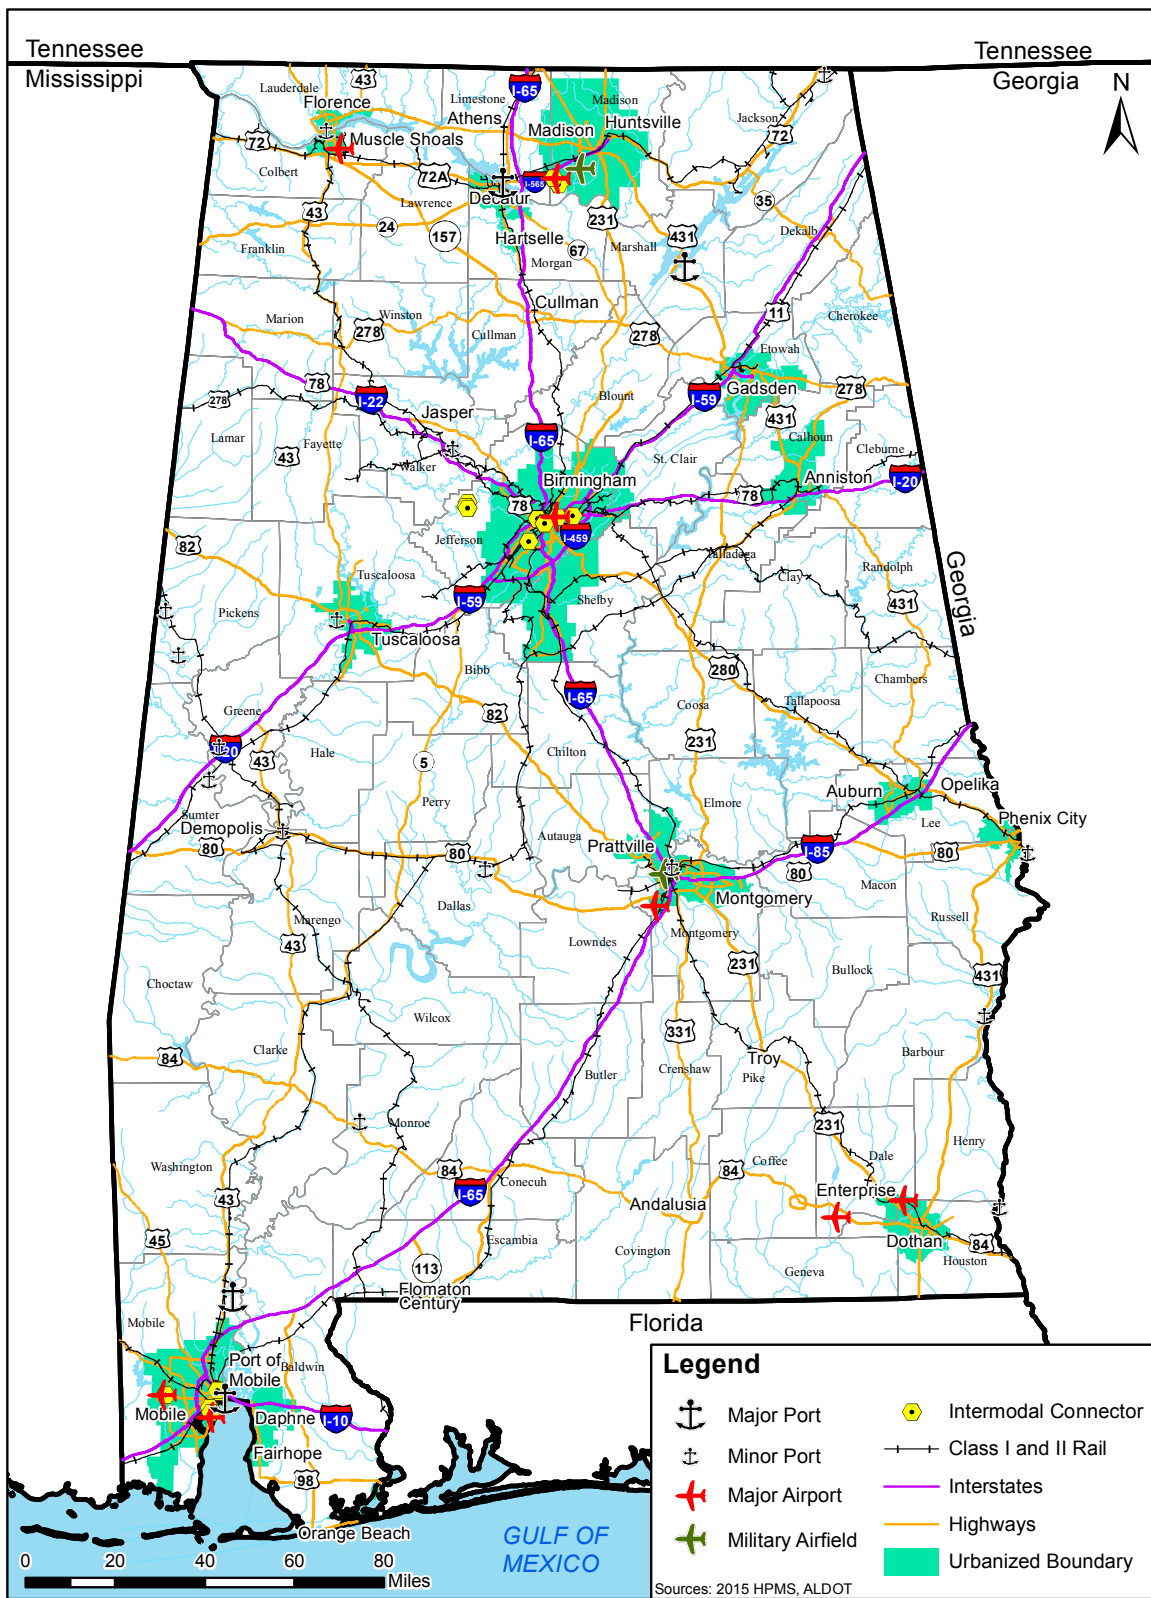 Tennessee
Tennessee
Mississippi
Georgia
N
Lauderdale
43
Florence
Limestone
I-65
Madison
Athens
Madison
Huntsville
Jackson
72
72
Muscle Shoals
Colbert
72A
I-565
Decatur
Lawrence
43
24
157
Hartselle
231
431
35
Dekalb
Franklin
67
Marshall
Morgan
Cullman
11
Marion
Winston
278
Cullman
278
Cherokee
Etowah
78
I-22
I-59
Gadsden
278
278
Jasper
Blount
431
Lamar
Fayette
I-65
Calhoun
43
Walker
St. Clair
Cleburne
Birmingham
Anniston
I-20
78
78
Jefferson
I-459
82
Talladega
Georgia
Tuscaloosa
Clay
Randolph
I-59
Shelby
431
Pickens
Tuscaloosa
Bibb
280
Chambers
I-65
Tallapoosa
Greene
82
Coosa
I-20
Hale
231
43
5
Chilton
Perry
Auburn
Opelika
Elmore
Sumter
Demopolis
Phenix City
Lee
Autauga
80
80
Prattville
I-85
80
80
Macon
Dallas
Montgomery
Marengo
Russell
43
Lowndes
Montgomery
231
Bullock
431
Choctaw
Wilcox
331
Clarke
84
Troy
Barbour
Butler
Crenshaw
Pike
Monroe
231
Henry
Washington
84
84
Coffee
Dale
43
I-65
Conecuh
Andalusia
Enterprise
45
Escambia
Dothan
84
Covington
Houston
113
Geneva
Flomaton
Century
Florida
Mobile
Port of
Mobile
Baldwin
Mobile
Daphne
I-10
Fairhope
98
Orange Beach
GULF OF
MEXICO
0 20 40 60 80
Miles
Legend
Major Port
Minor Port
Major Airport
Military Airfield
Intermodal Connector
Class I and II Rail
Interstates
Highways
Urbanized Boundary
Sources: 2015 HPMS, ALDOT